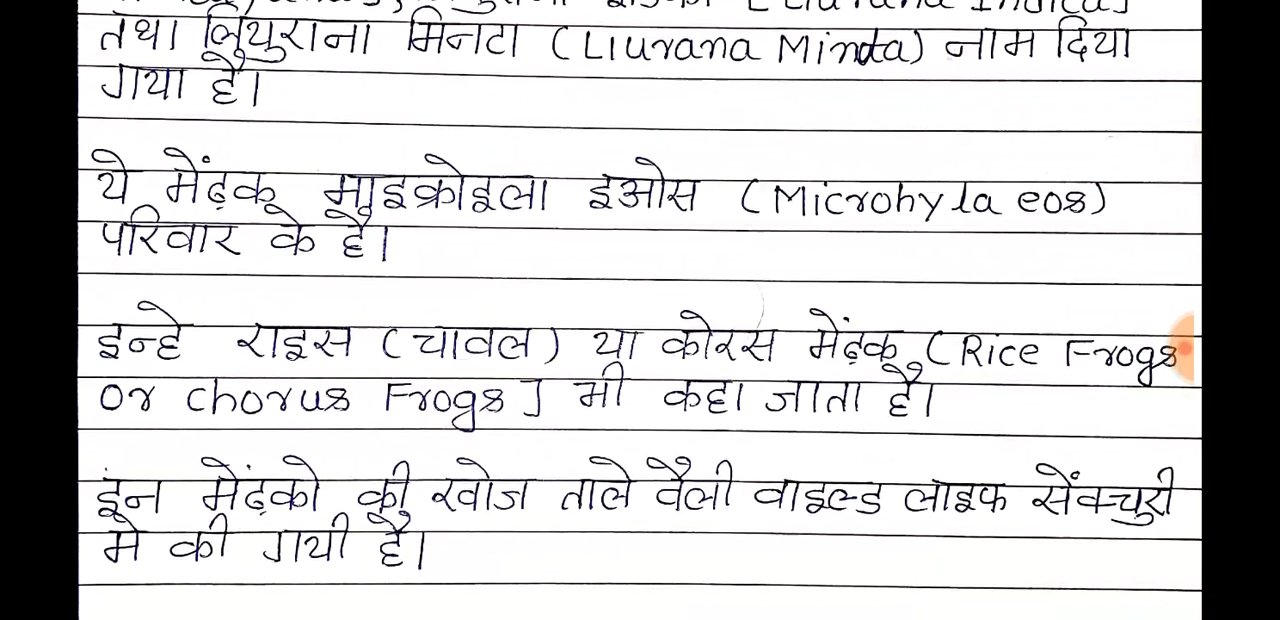 तथा लियुराना मिनटा (Liurana Minta) नाम दिया
गया है।
ये मेंढ़क माइक्रोइला इओस (Microhyla eos)
परिवार के है।
इन्हे राइस (चावल) या कोरस मेंढ़क (Rice Frogs
or chorus Frogs] भी कहा जाता है।
इन मेंढ़को की खोज ताले वैली वाइल्ड लाइफ सेंक्चुरी
मे की गयी है।